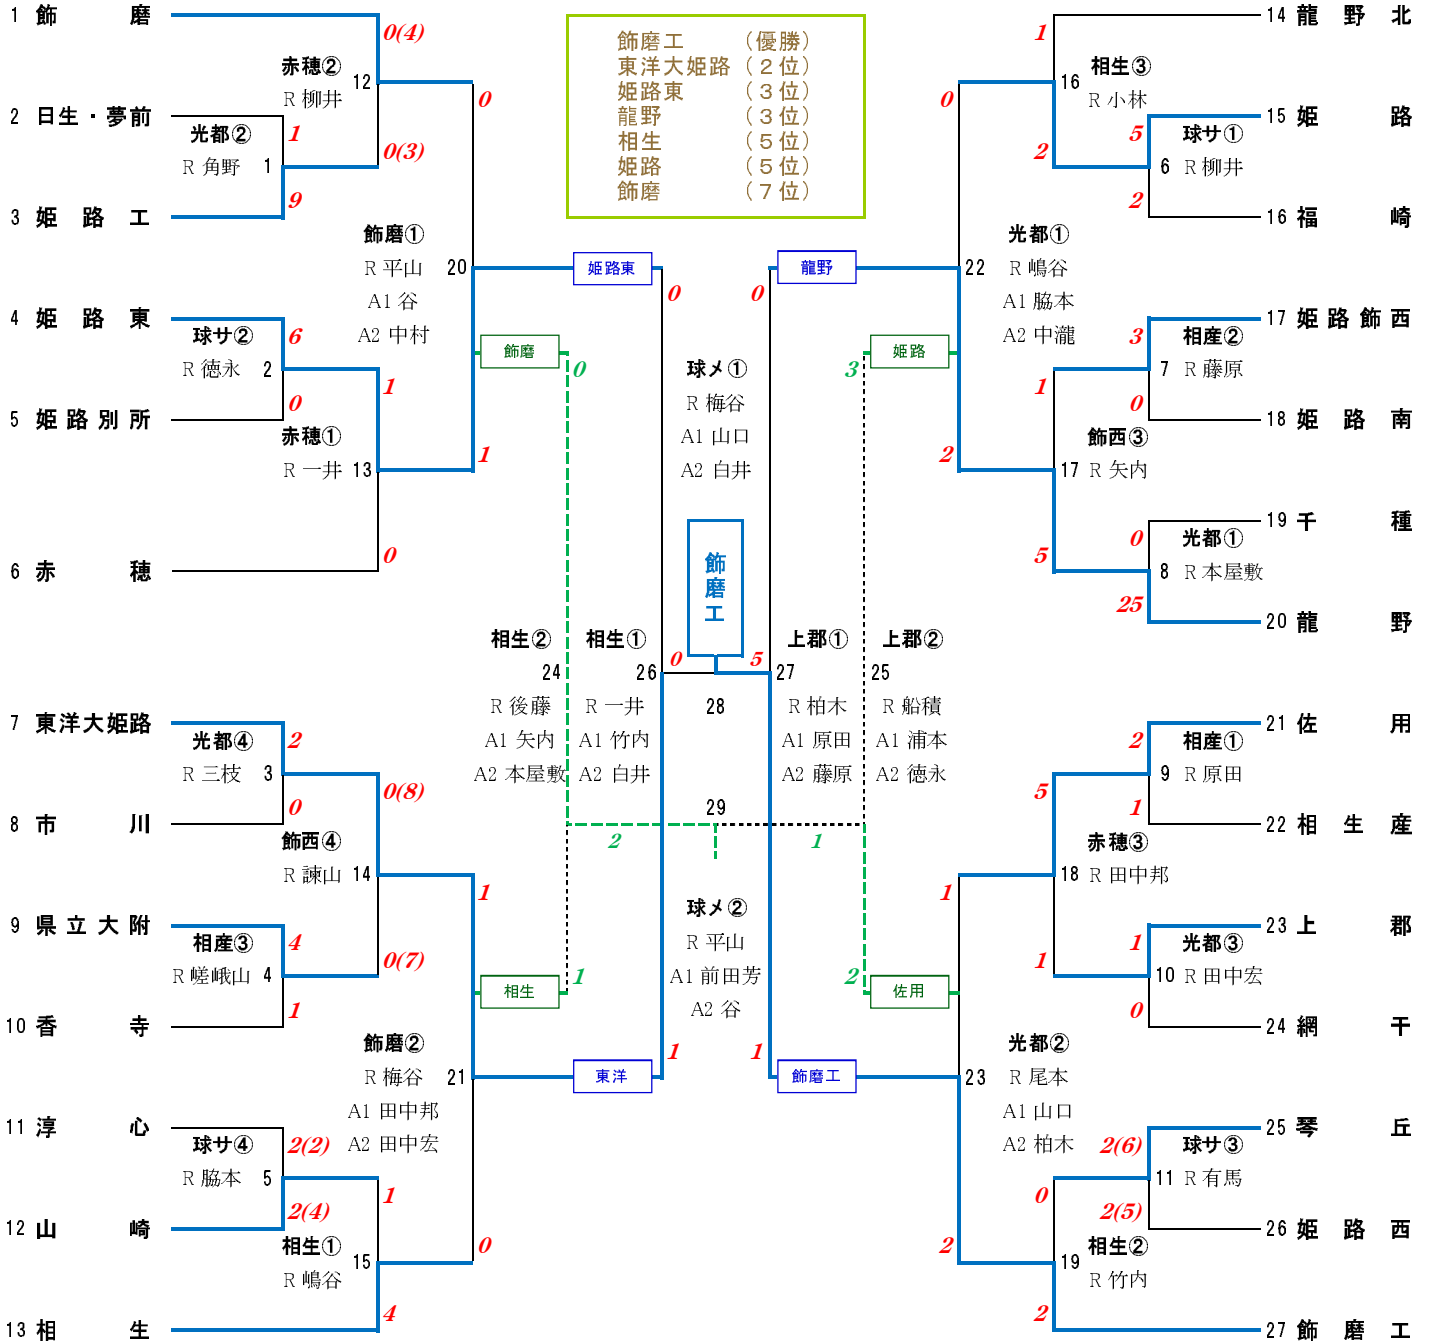 1 飾磨
0(4)
赤穂②
R 柳井
12
2 日生・夢前
光都②
R 角野
1
1
0(3)
0
3 姫路工
9
飾磨①
R 平山
A1 谷
A2 中村
20
4 姫路東
球サ②
R 徳永
2
6
0
1
5 姫路別所
赤穂①
R 一井
13
1
6 赤穂
0
7 東洋大姫路
光都④
R 三枝
3
2
0
0(8)
8 市川
飾西④
R 諫山
14
1
9 県立大附
相産③
R 嵯峨山
4
4
1
0(7)
10 香寺
飾磨②
R 梅谷
A1 田中邦
A2 田中宏
21
11 淳心
球サ④
R 脇本
5
2(2)
2(4)
1
0
12 山崎
相生①
R 嶋谷
15
13 相生
4
飾磨工 (優勝)
東洋大姫路 (2位)
姫路東 (3位)
龍野 (3位)
相生 (5位)
姫路 (5位)
飾磨 (7位)
姫路東
0
龍野
0
飾磨
0
姫路
3
球メ①
R 梅谷
A1 山口
A2 白井
飾磨工
相生②
24
R 後藤
A1 矢内
A2 本屋敷
相生①
26
R 一井
A1 竹内
A2 白井
0
5
28
上郡①
27
R 柏木
A1 原田
A2 藤原
上郡②
25
R 船積
A1 浦本
A2 徳永
29
2
1
球メ②
R 平山
A1 前田芳
A2 谷
相生
1
佐用
2
東洋
1
飾磨工
1
14 龍野北
1
相生③
R 小林
16
0
15 姫路
球サ①
R 柳井
6
5
2
2
16 福崎
光都①
R 嶋谷
A1 脇本
A2 中瀧
22
17 姫路飾西
相産②
R 藤原
7
3
0
1
18 姫路南
飾西③
R 矢内
17
2
19 千種
光都①
R 本屋敷
8
0
25
5
20 龍野
21 佐用
相産①
R 原田
9
2
1
5
22 相生産
赤穂③
R 田中邦
18
1
23 上郡
光都③
R 田中宏
10
1
0
1
24 網干
光都②
R 尾本
A1 山口
A2 柏木
23
25 琴丘
球サ③
R 有馬
11
2(6)
2(5)
0
26 姫路西
相生②
R 竹内
19
2
27 飾磨工
2